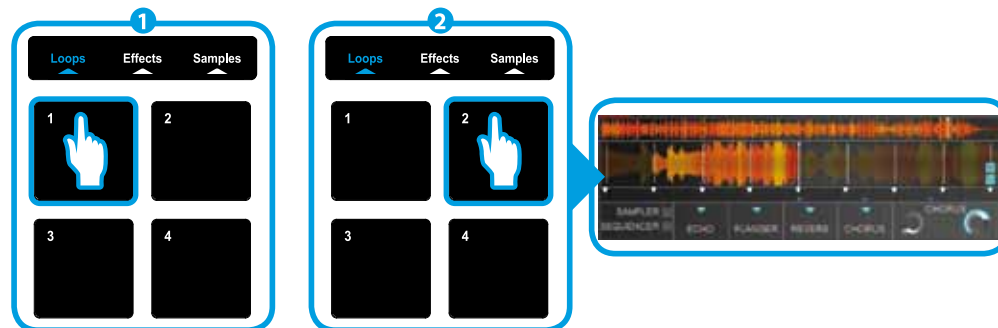 1
Loops Effects Samples
1 2
3 4
2
Loops Effects Samples
1 2
3 4
SAMPLER
SEQUENCER
ECHO FLANGER REVERB CHORUS
CHORUS